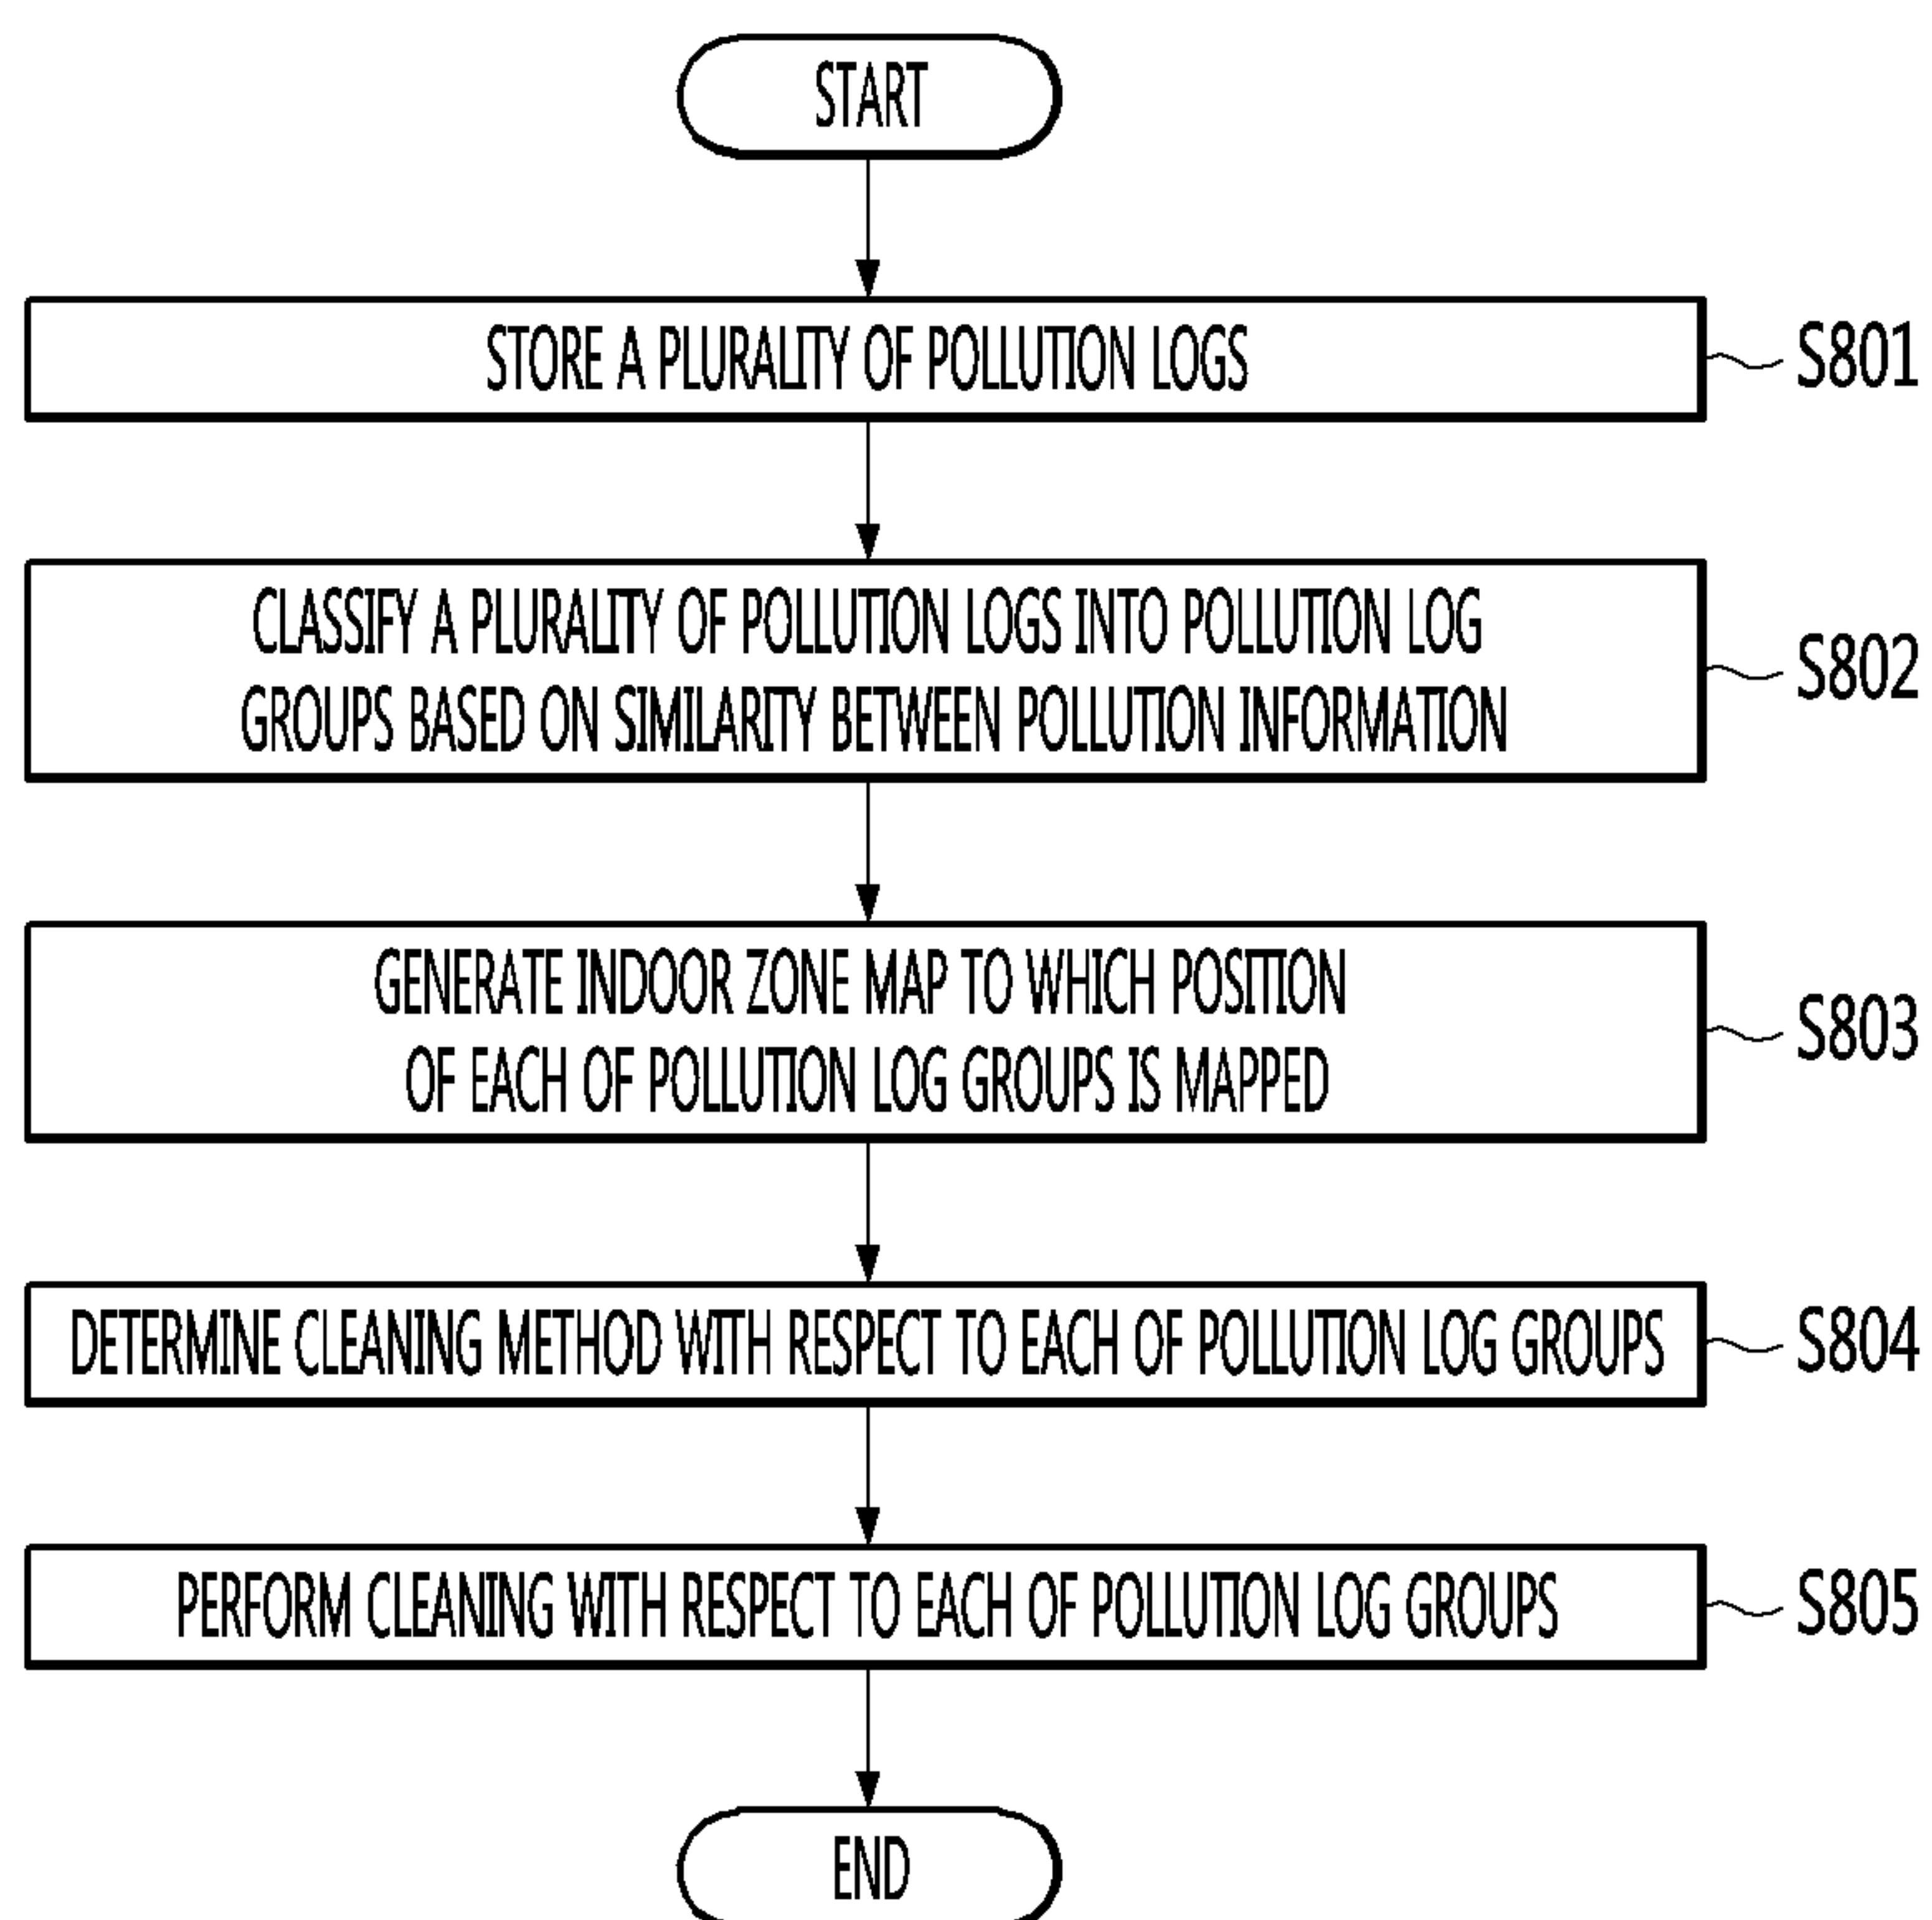 START
STORE A PLURALITY OF POLLUTION LOGS
S801
CLASSIFY A PLURALITY OF POLLUTION LOGS INTO POLLUTION LOG
GROUPS BASED ON SIMILARITY BETWEEN POLLUTION INFORMATION
S802
GENERATE INDOOR ZONE MAP TO WHICH POSITION
OF EACH OF POLLUTION LOG GROUPS IS MAPPED
S803
DETERMINE CLEANING METHOD WITH RESPECT TO EACH OF POLLUTION LOG GROUPS
S804
PERFORM CLEANING WITH RESPECT TO EACH OF POLLUTION LOG GROUPS
S805
END